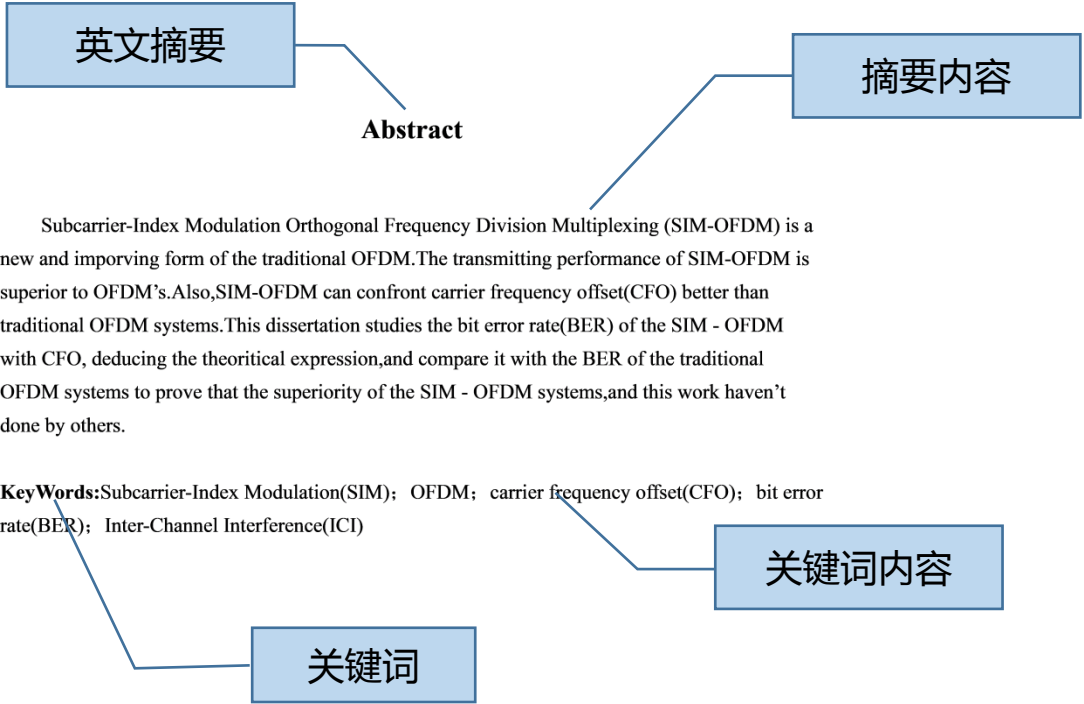 英文摘要
摘要内容
Abstract
Subcarrier-Index Modulation Orthogonal Frequency Division Multiplexing (SIM-OFDM) is a
new and imporving form of the traditional OFDM.The transmitting performance of SIM-OFDM is
superior to OFDM’s.Also,SIM-OFDM can confront carrier frequency offset(CFO) better than
traditional OFDM systems.This dissertation studies the bit error rate(BER) of the SIM - OFDM
with CFO, deducing the theoritical expression,and compare it with the BER of the traditional
OFDM systems to prove that the superiority of the SIM - OFDM systems,and this work haven’t
done by others.
KeyWords:Subcarrier-Index Modulation(SIM)；OFDM；carrier frequency offset(CFO)；bit error
rate(BER)；Inter-Channel Interference(ICI)
关键词内容
关键词